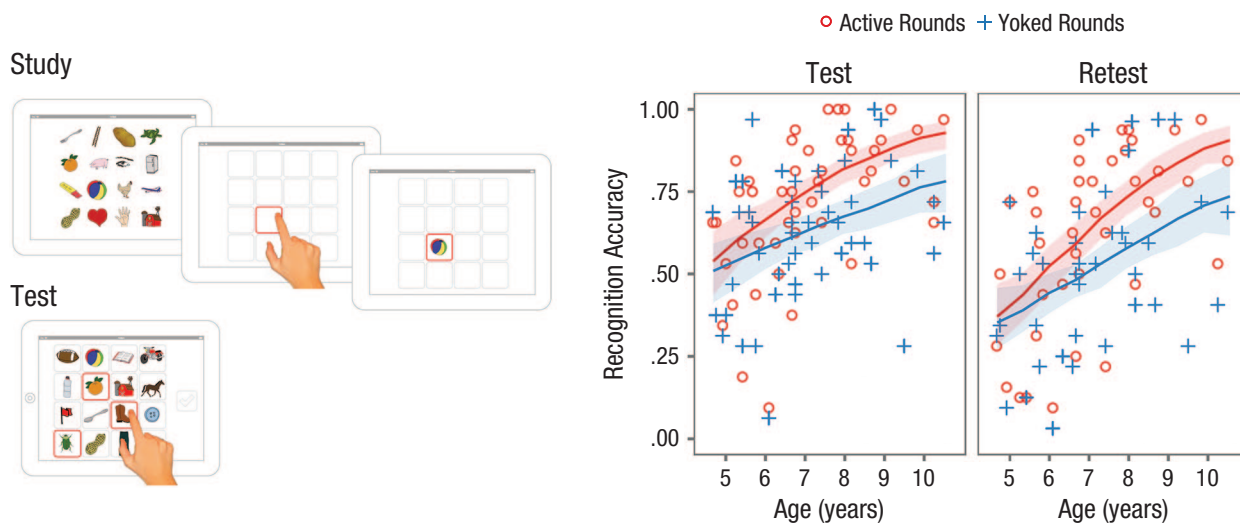 Study
Test
Active Rounds
Yoked Rounds
Test
Retest
Recognition Accuracy
1.00
.75
.50
.25
.00
5 6 7 8 9 10
5 6 7 8 9 10
Age (years)
Age (years)